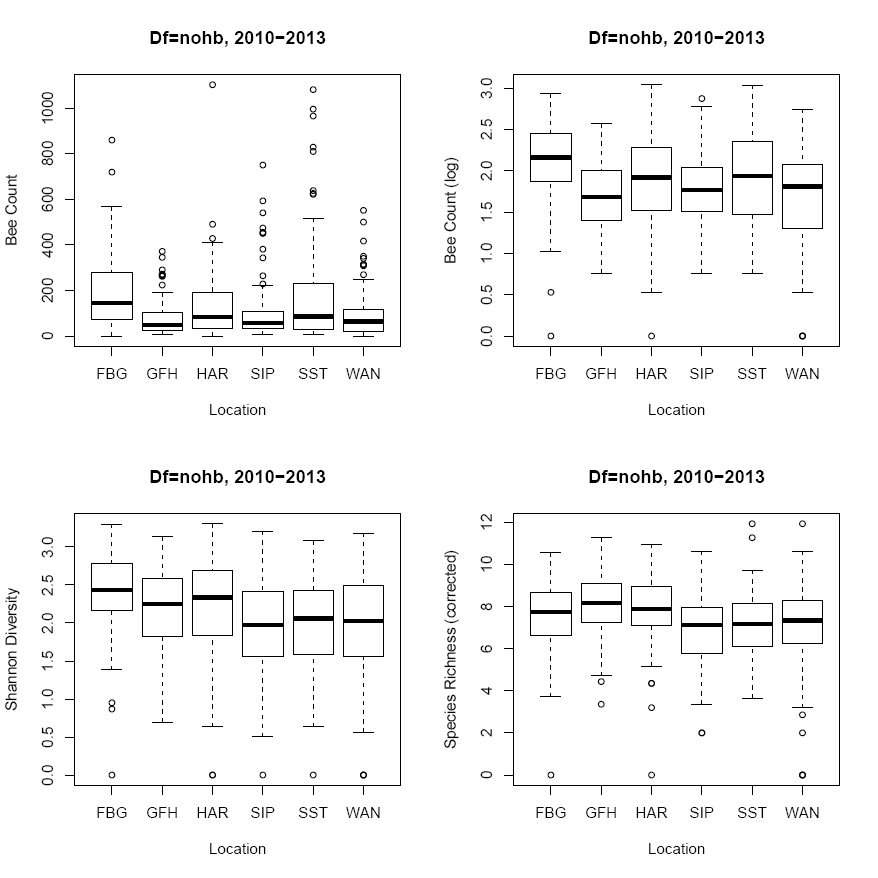 Df=nohb, 2010−2013
Bee Count
0
200
400
600
800
1000
FBG GFH HAR SIP SST WAN
Location
Df=nohb, 2010−2013
Bee Count (log)
0.0
0.5
1.0
1.5
2.0
2.5
3.0
FBG GFH HAR SIP SST WAN
Location
Df=nohb, 2010−2013
Shannon Diversity
0.0
0.5
1.0
1.5
2.0
2.5
3.0
FBG GFH HAR SIP SST WAN
Location
Df=nohb, 2010−2013
Species Richness (corrected)
0
2
4
6
8
10
12
FBG GFH HAR SIP SST WAN
Location